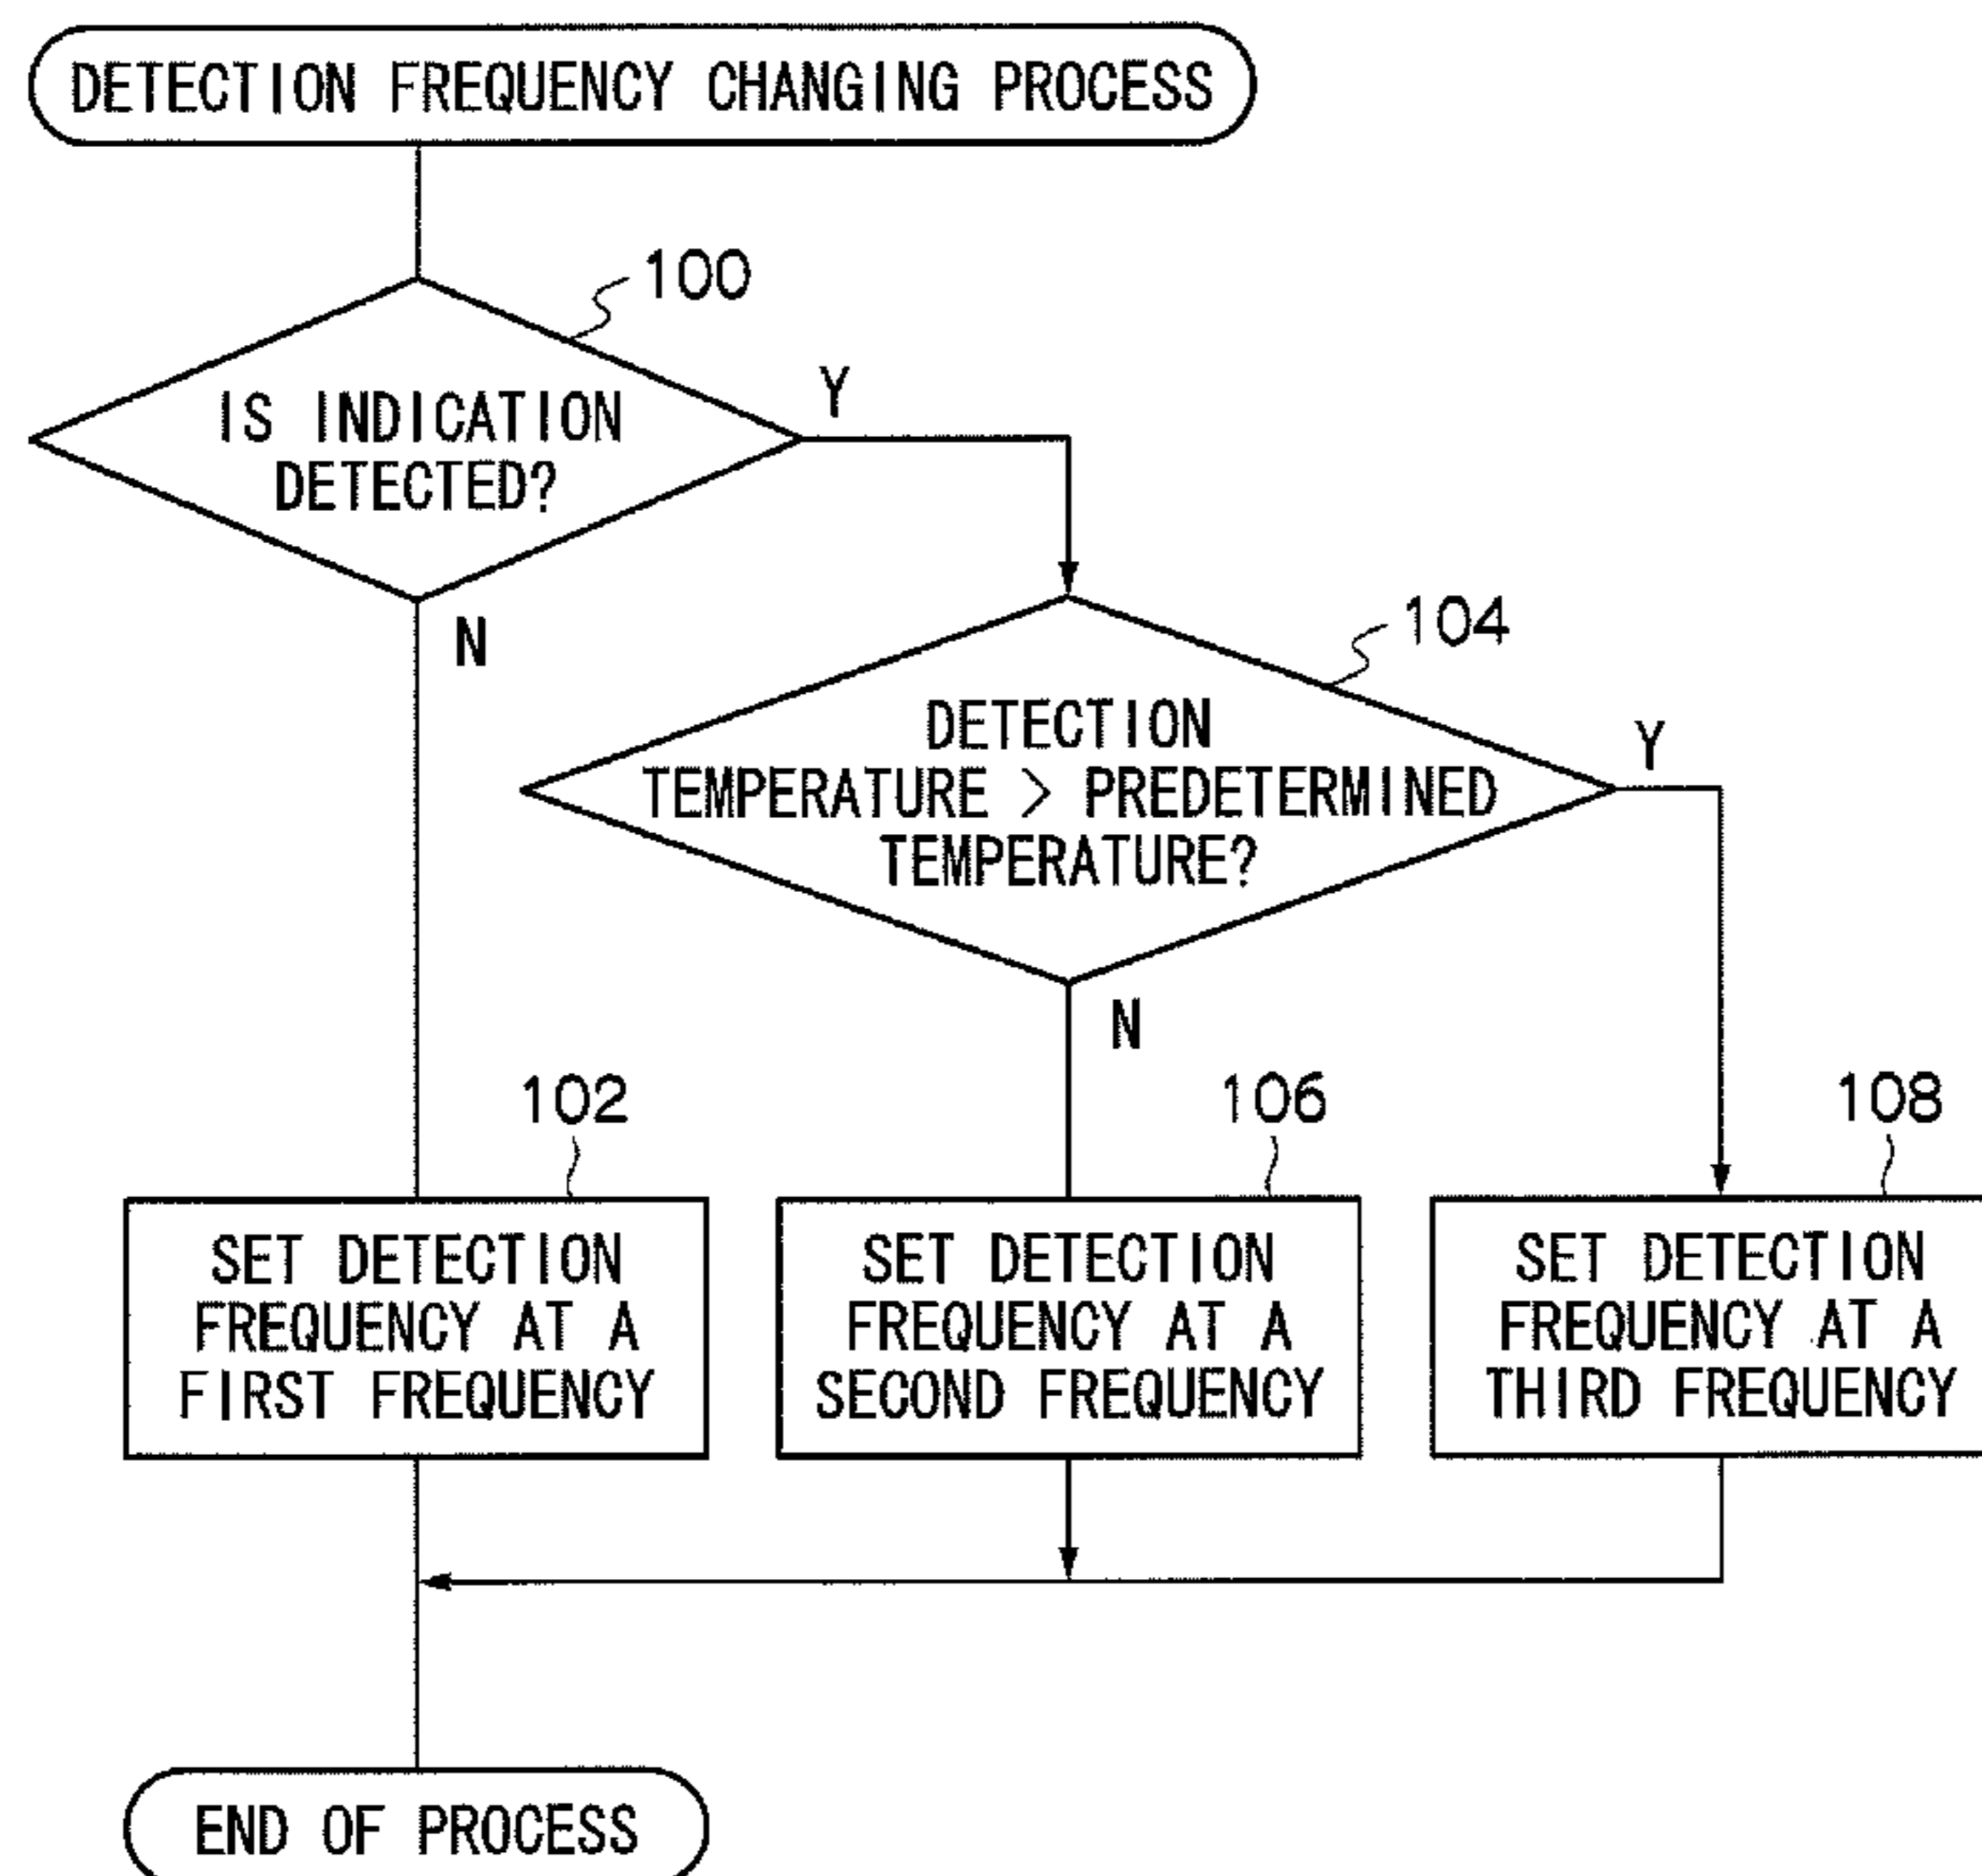 DETECTION FREQUENCY CHANGING PROCESS
100
IS INDICATION
DETECTED?
Y
N
104
DETECTION
TEMPERATURE > PREDETERMINED
TEMPERATURE?
Y
N
102
SET DETECTION
FREQUENCY AT A
FIRST FREQUENCY
106
SET DETECTION
FREQUENCY AT A
SECOND FREQUENCY
108
SET DETECTION
FREQUENCY AT A
THIRD FREQUENCY
END OF PROCESS